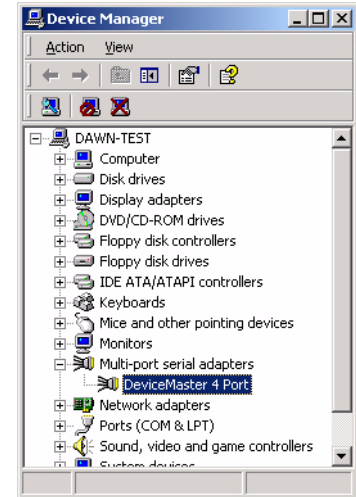 Device Manager
Action View
DAWN-TEST
Computer
Disk drives
Display adapters
DVD/CD-ROM drives
Floppy disk controllers
Floppy disk drives
IDE ATA/ATAPI controllers
Keyboards
Mice and other pointing devices
Monitors
Multi-port serial adapters
DeviceMaster 4 Port
Network adapters
Ports (COM & LPT)
Sound, video and game controllers
System devices